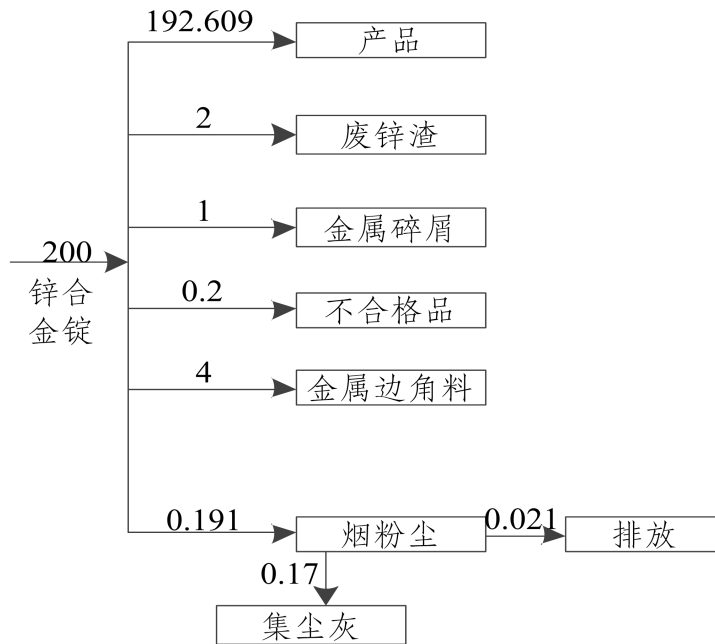 192.609
产品
2
废锌渣
1
金属碎屑
200
锌合
金锭
0.2
不合格品
4
金属边角料
0.191
烟粉尘
0.021
排放
0.17
集尘灰